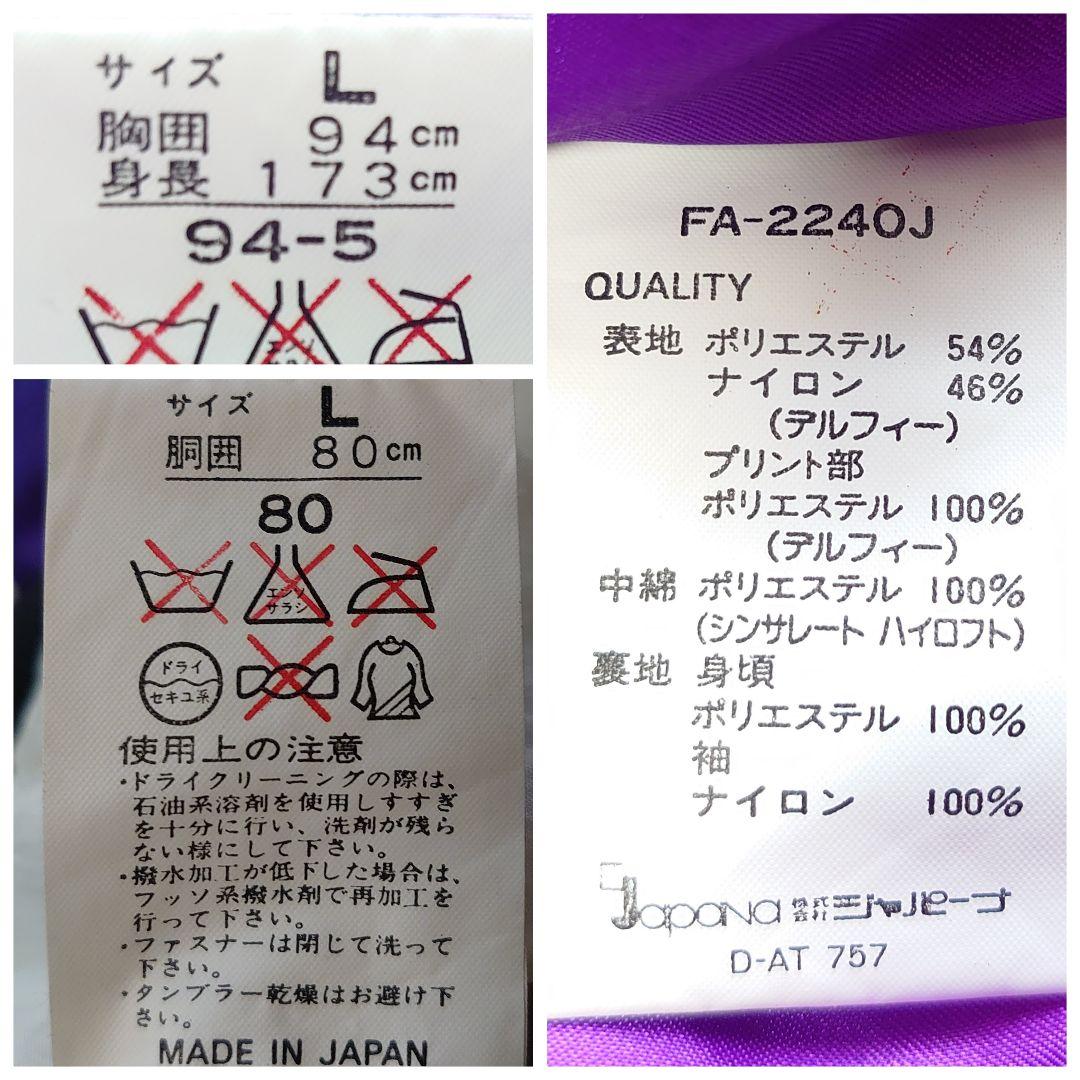 サイズ L
胸囲 94cm
身長 173cm
94-5
サイズ L
胴囲 80cm
80
エンソ
サラシ
ドライ
セキユ系
使用上の注意
・ドライクリーニングの際は、
石油系溶剤を使用しすすぎ
を十分に行い、洗剤が残ら
ない様にして下さい。
・撥水加工が低下した場合は、
フッソ系撥水剤で再加工を
行って下さい。
・ファスナーは閉じて洗って
下さい。
・タンブラー乾燥はお避け下
さい。
MADE IN JAPAN
FA-2240J
QUALITY
表地 ポリエステル 54%
ナイロン 46%
(デルフィー)
プリント部
ポリエステル 100%
(デルフィー)
中綿 ポリエステル 100%
(シンサレート ハイロフト)
裏地 身頃
ポリエステル 100%
袖
ナイロン 100%
Japana 株式会社 ジャパーナ
D-AT 757